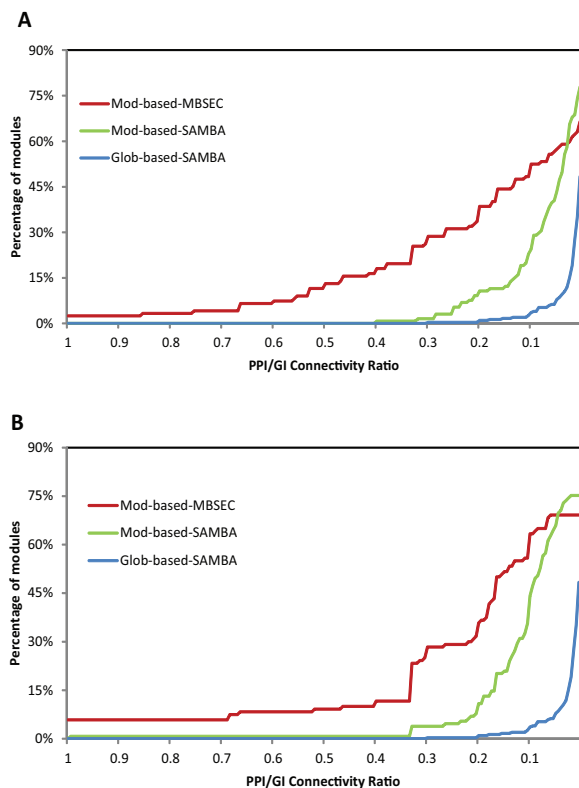 A
90%
75%
60%
45%
30%
15%
0%
Percentage of modules
Mod-based-MBSEC
Mod-based-SAMBA
Glob-based-SAMBA
1 0.9 0.8 0.7 0.6 0.5 0.4 0.3 0.2 0.1
PPI/GI Connectivity Ratio
B
90%
75%
60%
45%
30%
15%
0%
Percentage of modules
Mod-based-MBSEC
Mod-based-SAMBA
Glob-based-SAMBA
1 0.9 0.8 0.7 0.6 0.5 0.4 0.3 0.2 0.1
PPI/GI Connectivity Ratio